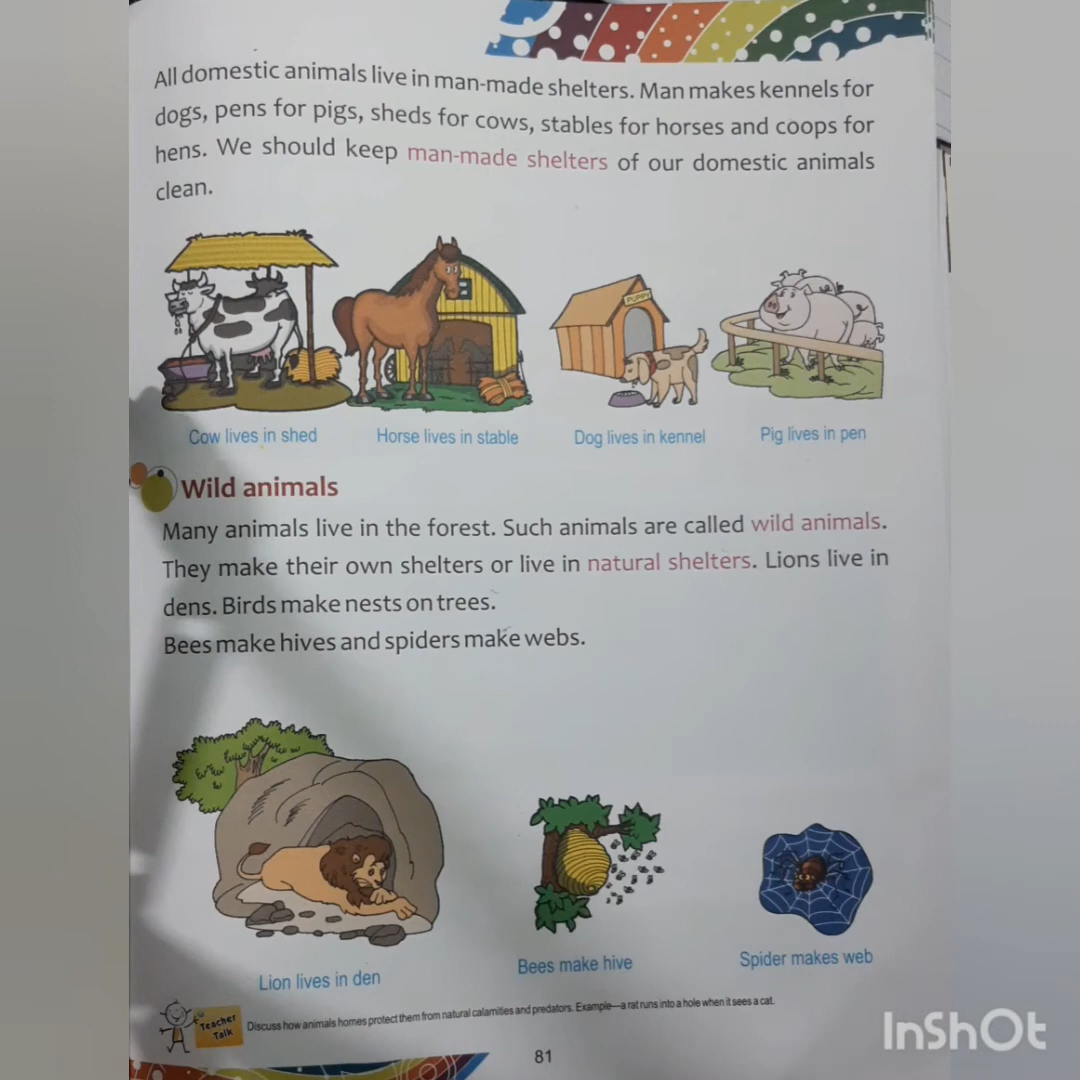 All domestic animals live in man-made shelters. Man makes kennels for
dogs, pens for pigs, sheds for cows, stables for horses and coops for
hens. We should keep man-made shelters of our domestic animals
clean.
PUPPY
Cow lives in shed
Horse lives in stable
Dog lives in kennel
Pig lives in pen
Wild animals
Many animals live in the forest. Such animals are called wild animals.
They make their own shelters or live in natural shelters. Lions live in
dens. Birds make nests on trees.
Bees make hives and spiders make webs.
Lion lives in den
Bees make hive
Spider makes web
Teacher
Talk
Discuss how animals homes protect them from natural calamities and predators. Example—a rat runs into a hole when it sees a cat.
81
InShOt